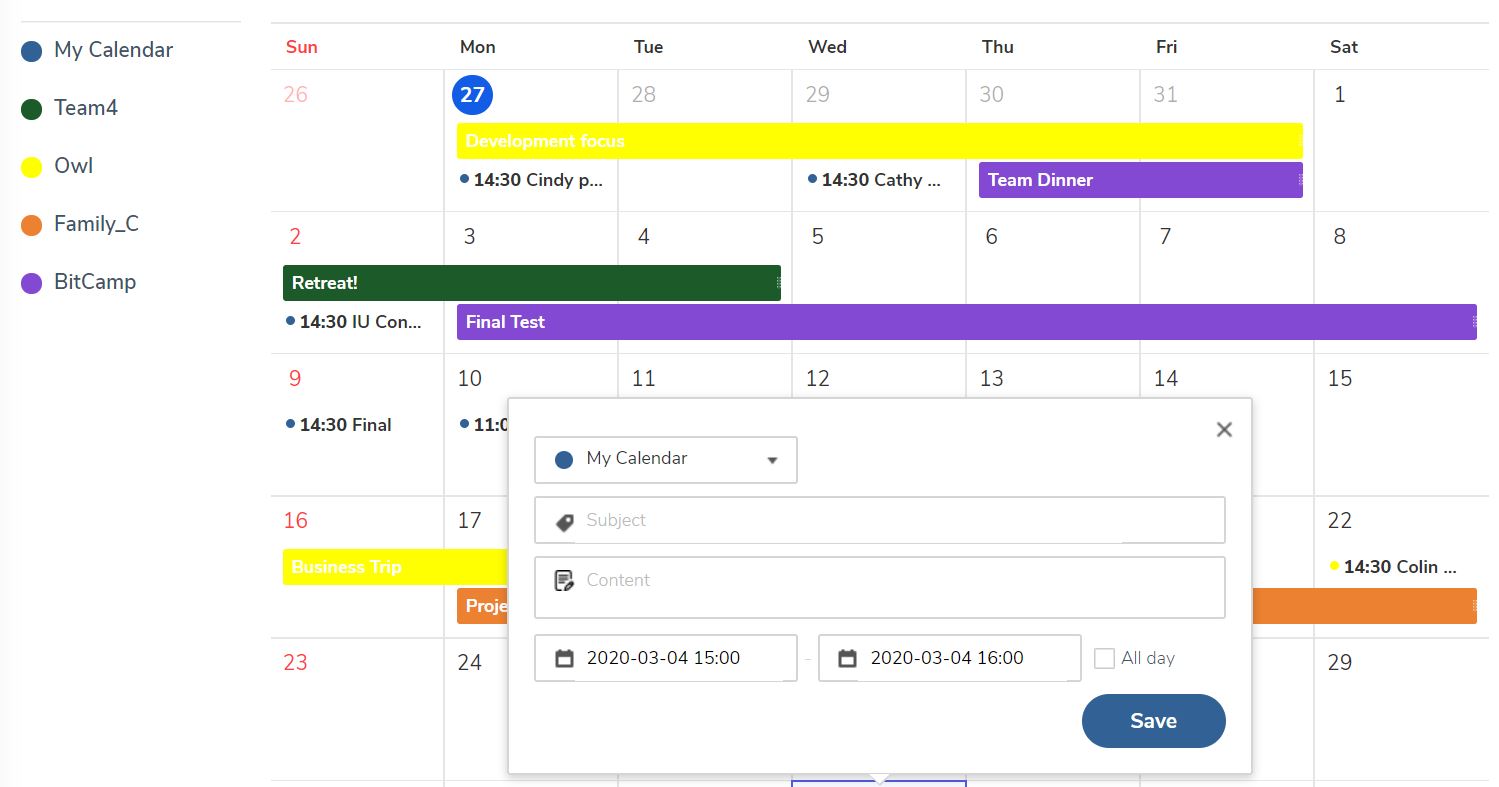 My Calendar
Team4
Owl
Family_C
BitCamp
Sun Mon Tue Wed Thu Fri Sat
26 27 28 29 30 31 1
Development focus
14:30 Cindy p... 14:30 Cathy ... Team Dinner
2 3 4 5 6 7 8
Retreat!
14:30 IU Con... Final Test
9 10 11 12 13 14 15
14:30 Final 11:0
My Calendar
Subject
16 17 22
Business Trip 14:30 Colin ...
Content
Proje
23 24 29
2020-03-04 15:00 - 2020-03-04 16:00 All day
Save